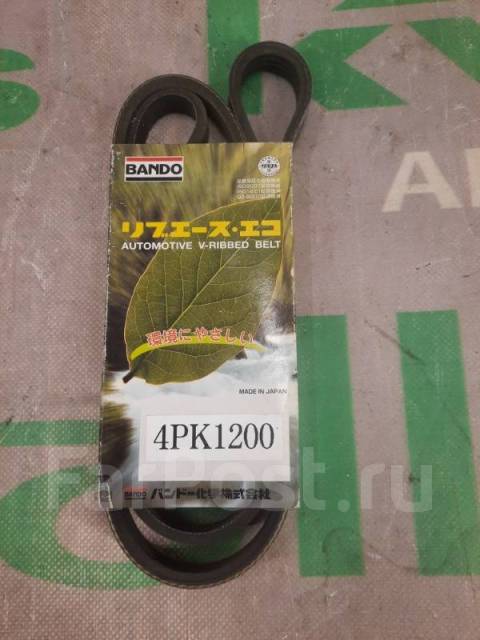 BANDO
リブエース・エコ
AUTOMOTIVE V-RIBBED BELT
環境にやさしい
MADE IN JAPAN
4PK1200
FarPost.ru
BANDO バンドー化学株式会社